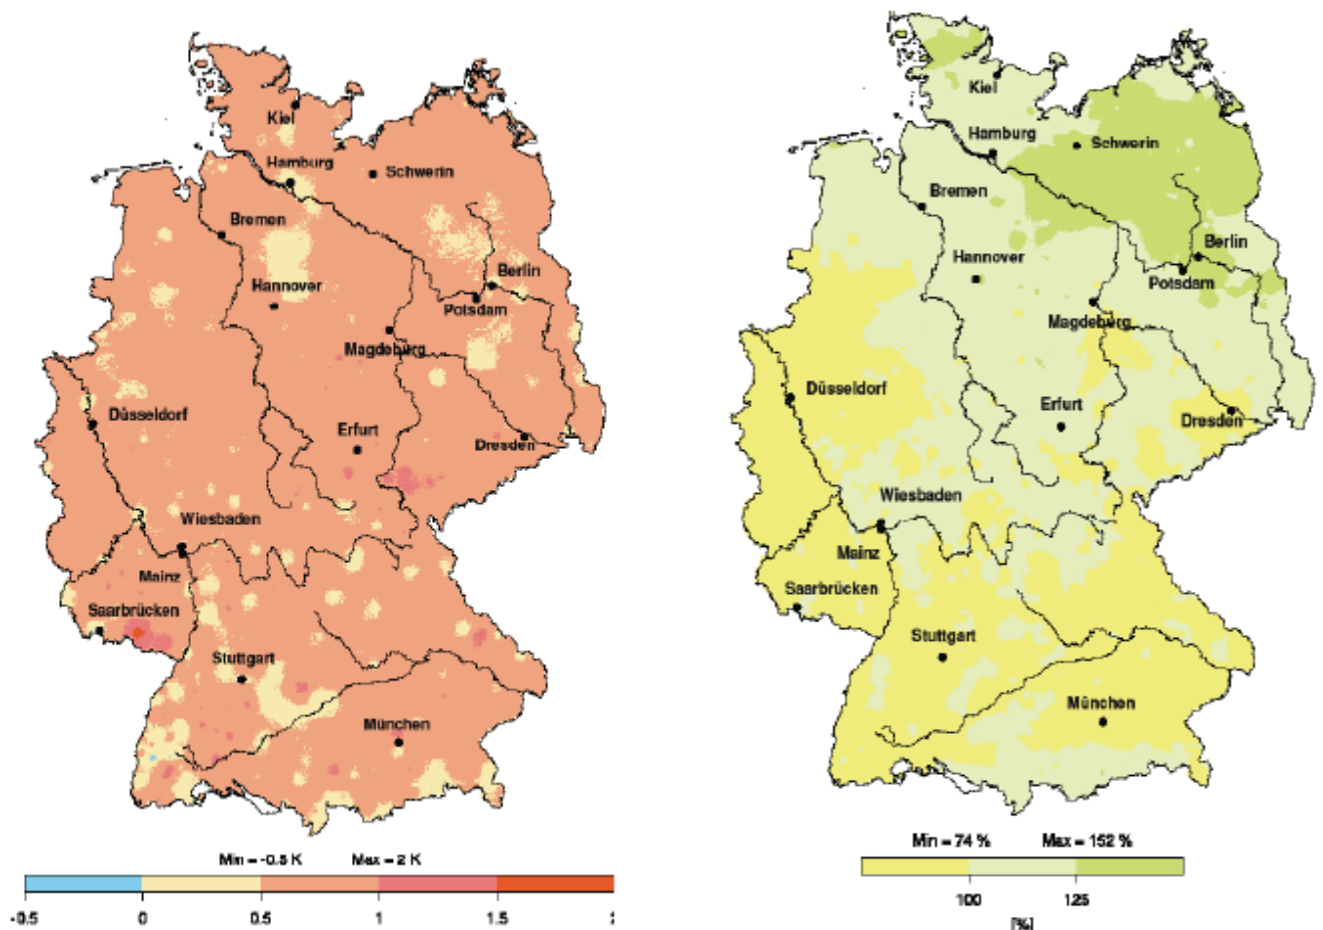 Kiel
Hamburg
Schwerin
Bremen
Berlin
Hannover
Potsdam
Magdeburg
Düsseldorf
Erfurt
Dresden
Wiesbaden
Mainz
Saarbrücken
Stuttgart
München
Min = -0.5 K Max = 2 K
-0.5 0 0.5 1 1.5
Kiel
Hamburg
Schwerin
Bremen
Berlin
Hannover
Potsdam
Magdeburg
Düsseldorf
Erfurt
Dresden
Wiesbaden
Mainz
Saarbrücken
Stuttgart
München
Min = 74 % Max = 152 %
100 125
[%]